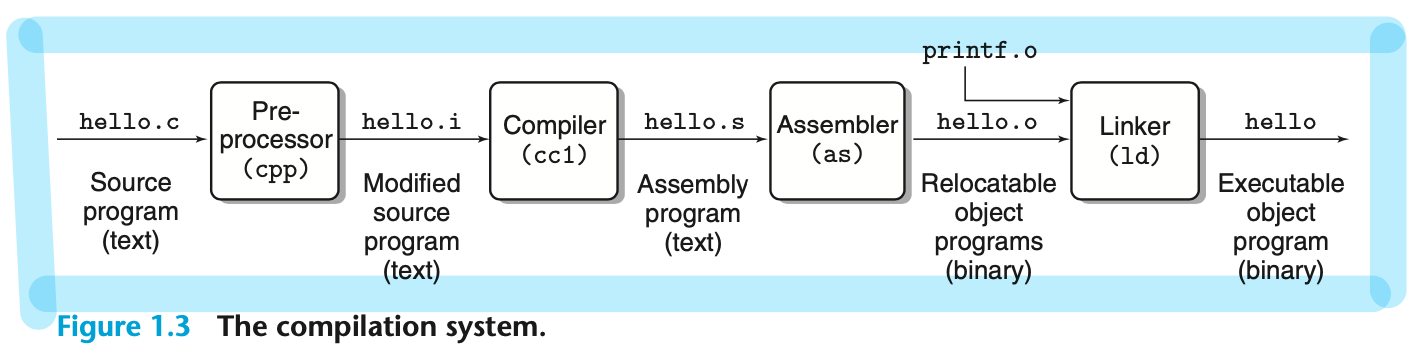 printf.o
hello.c
Pre-
processor
(cpp)
hello.i
Compiler
(cc1)
hello.s
Assembler
(as)
hello.o
Linker
(ld)
hello
Source
program
(text)
Modified
source
program
(text)
Assembly
program
(text)
Relocatable
object
programs
(binary)
Executable
object
program
(binary)
Figure 1.3 The compilation system.